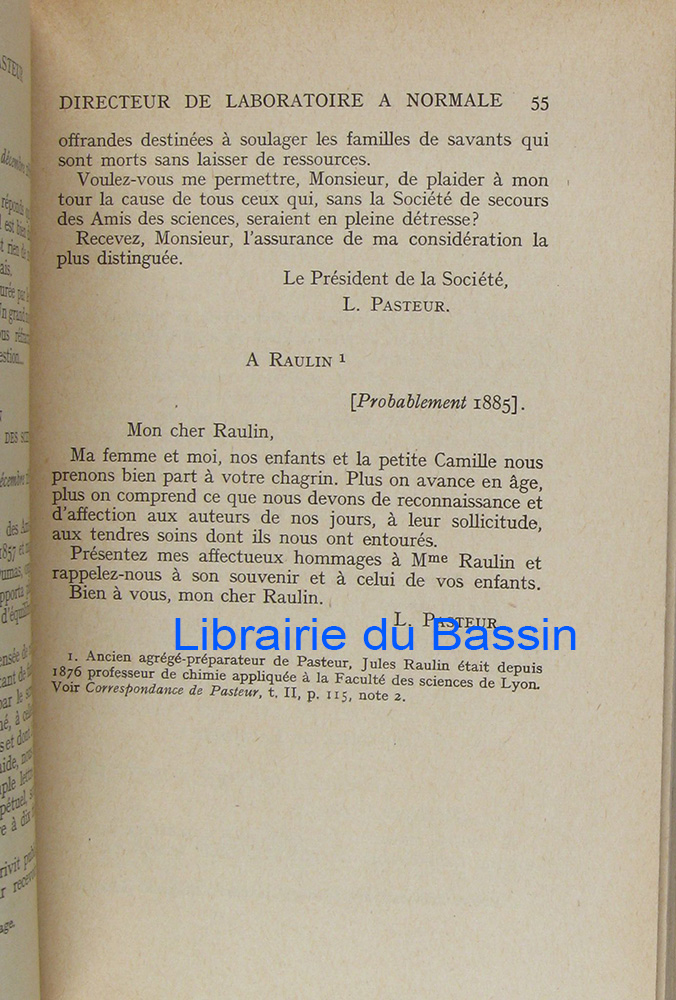 DIRECTEUR DE LABORATOIRE A NORMALE 55
offrandes destinées à soulager les familles de savants qui
sont morts sans laisser de ressources.
Voulez-vous me permettre, Monsieur, de plaider à mon
tour la cause de tous ceux qui, sans la Société de secours
des Amis des sciences, seraient en pleine détresse?
Recevez, Monsieur, l'assurance de ma considération la
plus distinguée.
Le Président de la Société,
L. PASTEUR.
A RAULIN ¹
[Probablement 1885].
Mon cher Raulin,
Ma femme et moi, nos enfants et la petite Camille nous
prenons bien part à votre chagrin. Plus on avance en âge,
plus on comprend ce que nous devons de reconnaissance et
d'affection aux auteurs de nos jours, à leur sollicitude,
aux tendres soins dont ils nous ont entourés.
Présentez mes affectueux hommages à Mme Raulin et
rappelez-nous à son souvenir et à celui de vos enfants.
Bien à vous, mon cher Raulin.
L. PASTEUR
Librairie du Bassin
1. Ancien agrégé-préparateur de Pasteur, Jules Raulin était depuis
1876 professeur de chimie appliquée à la Faculté des sciences de Lyon.
Voir Correspondance de Pasteur, t. II, p. 115, note 2.